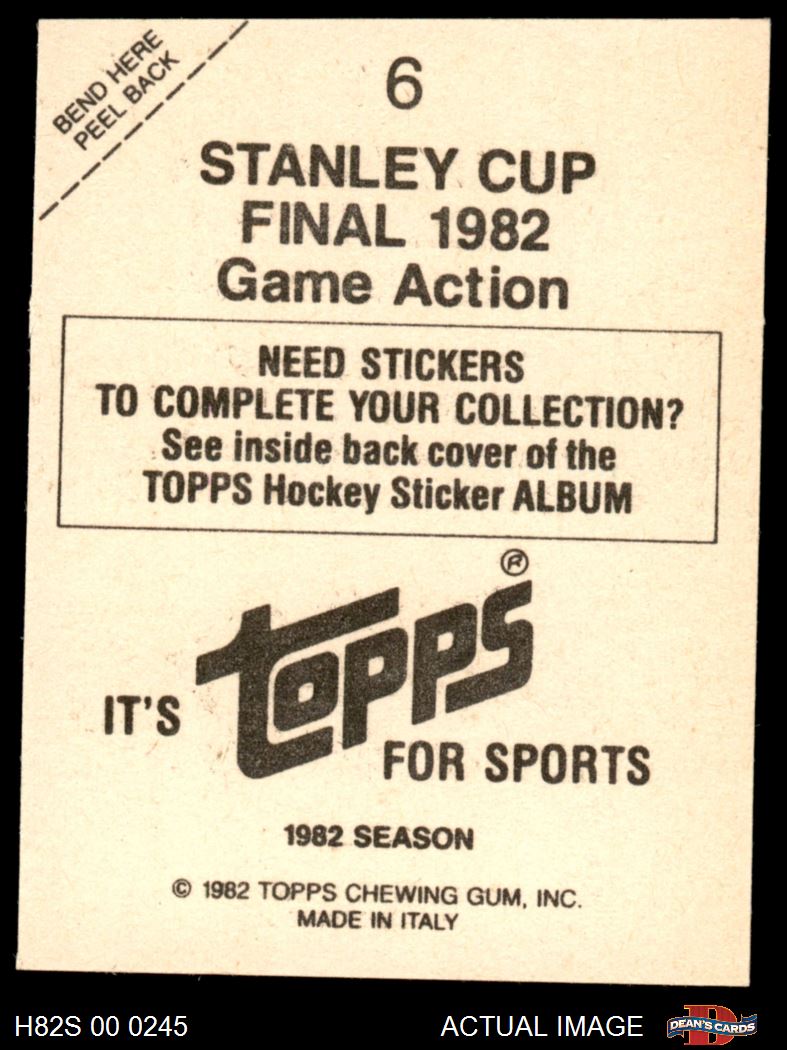 BEND HERE
PEEL BACK
6
STANLEY CUP
FINAL 1982
Game Action
NEED STICKERS
TO COMPLETE YOUR COLLECTION?
See inside back cover of the
TOPPS Hockey Sticker ALBUM
IT'S
topps®
FOR SPORTS
1982 SEASON
© 1982 TOPPS CHEWING GUM, INC.
MADE IN ITALY
H82S 00 0245
ACTUAL IMAGE
D
DEAN'S CARDS